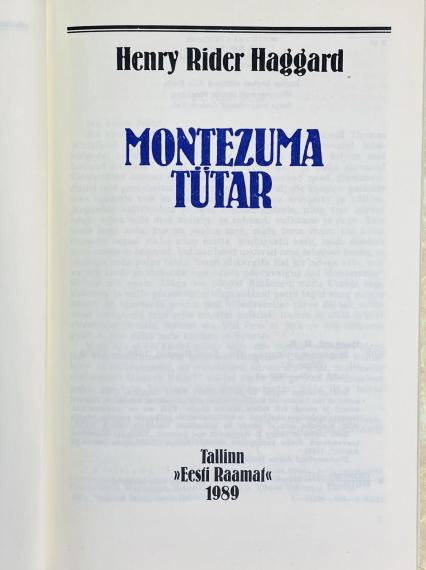 Henry Rider Haggard
MONTEZUMA
TÜTAR
Tallinn
»Eesti Raamat«
1989